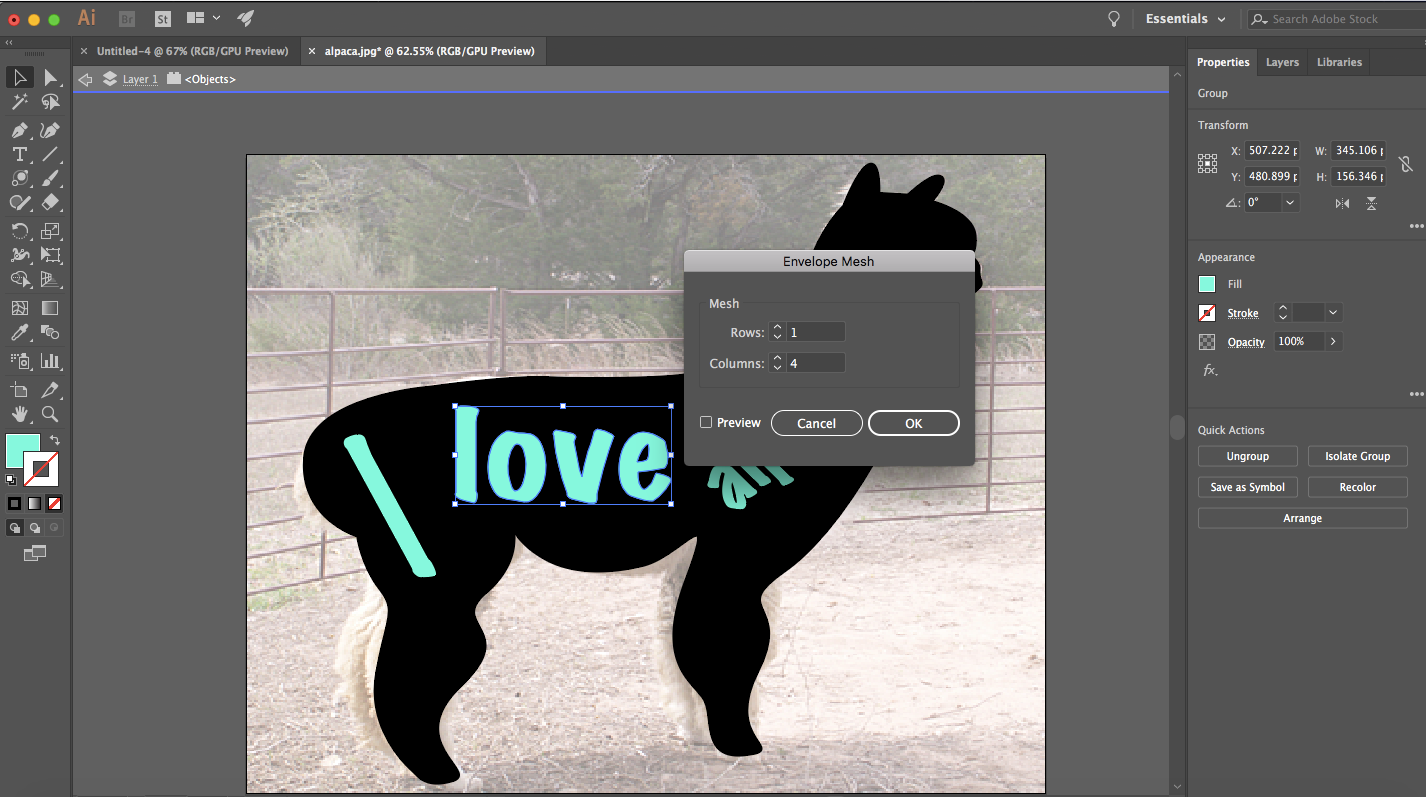 Ai Br St Essentials Search Adobe Stock
Untitled-4 @ 67% (RGB/GPU Preview) alpaca.jpg* @ 62.55% (RGB/GPU Preview)
Layer 1 <Objects>
Properties Layers Libraries
Group
Transform
X: 507.222 p W: 345.106 p
Y: 480.899 p H: 156.346 p
0°
Appearance
Fill
Stroke
Opacity 100%
fx.
Quick Actions
Ungroup Isolate Group
Save as Symbol Recolor
Arrange
Envelope Mesh
Mesh
Rows: 1
Columns: 4
Preview Cancel OK
love
all